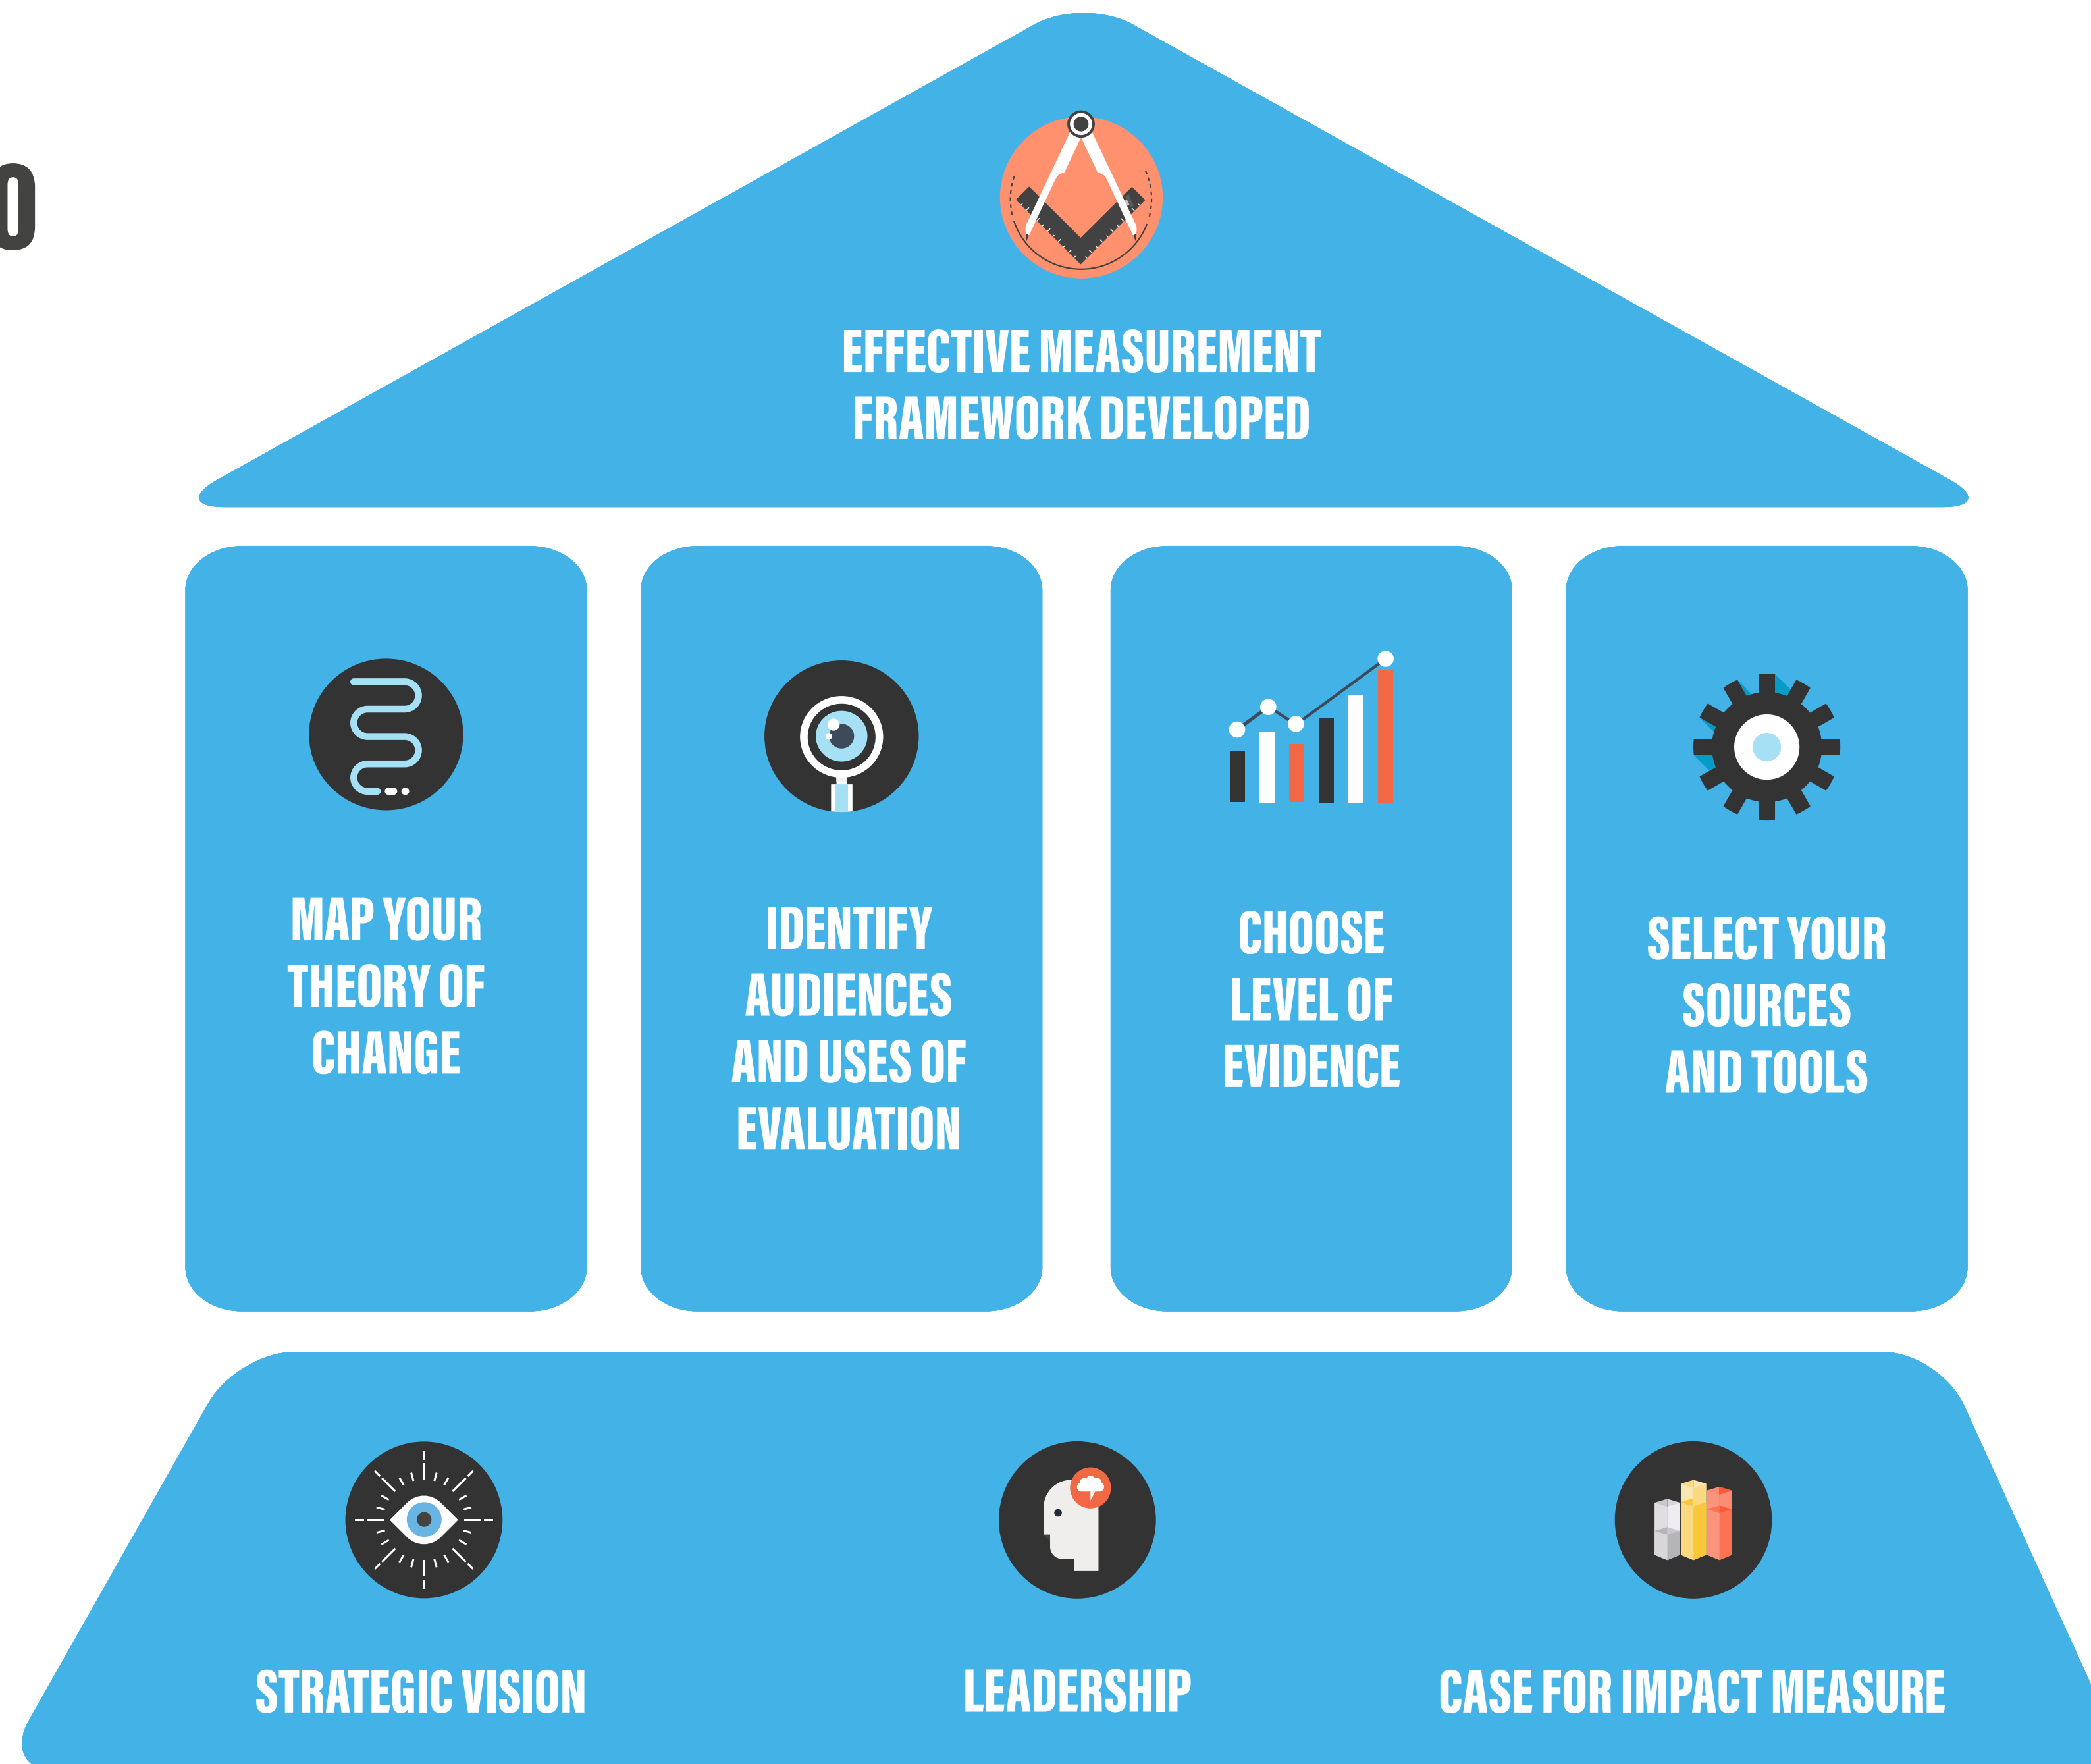 EFFECTIVE MEASUREMENT
FRAMEWORK DEVELOPED
MAP YOUR
THEORY OF
CHANGE
IDENTIFY
AUDIENCES
AND USES OF
EVALUATION
CHOOSE
LEVEL OF
EVIDENCE
SELECT YOUR
SOURCES
AND TOOLS
STRATEGIC VISION
LEADERSHIP
CASE FOR IMPACT MEASURE